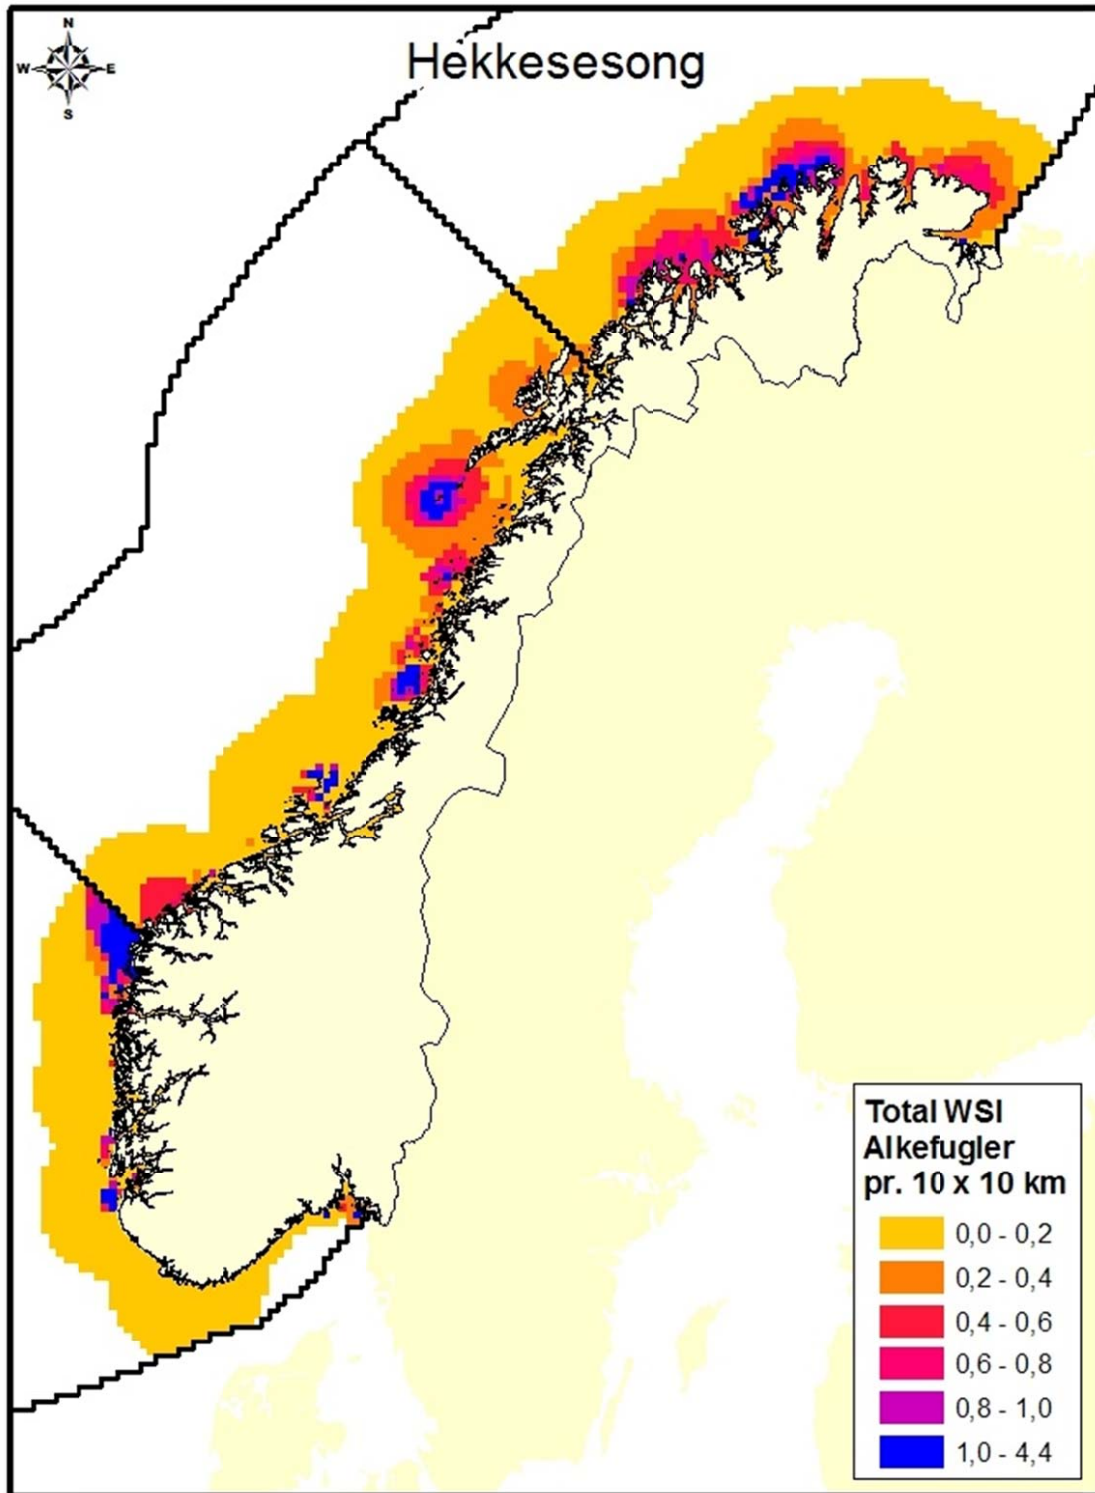 N
W E
S
Hekkesesong
Total WSI
Alkefugler
pr. 10 x 10 km
0,0 - 0,2
0,2 - 0,4
0,4 - 0,6
0,6 - 0,8
0,8 - 1,0
1,0 - 4,4